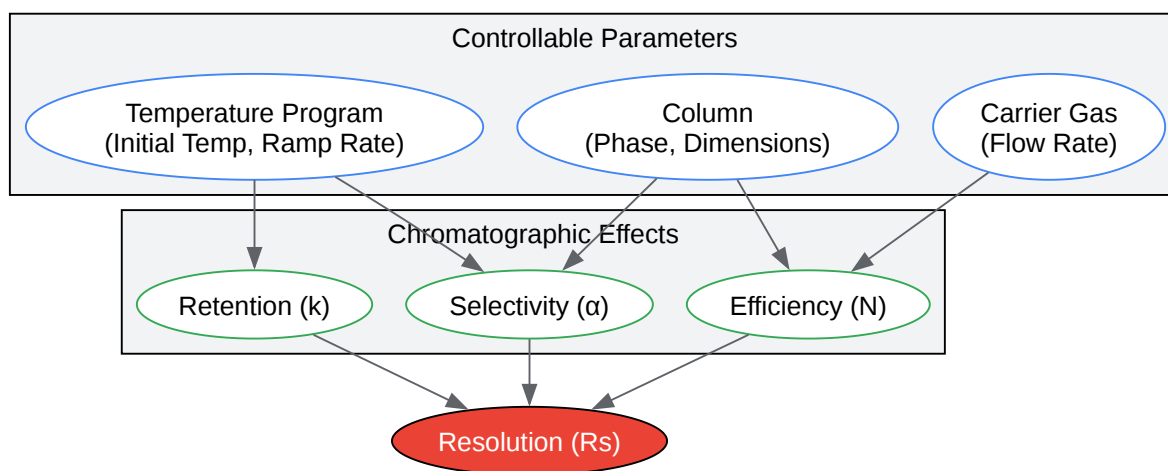 Controllable Parameters
Temperature Program
(Initial Temp, Ramp Rate)
Column
(Phase, Dimensions)
Carrier Gas
(Flow Rate)
Chromatographic Effects
Retention (k)
Selectivity (α)
Efficiency (N)
Resolution (Rs)